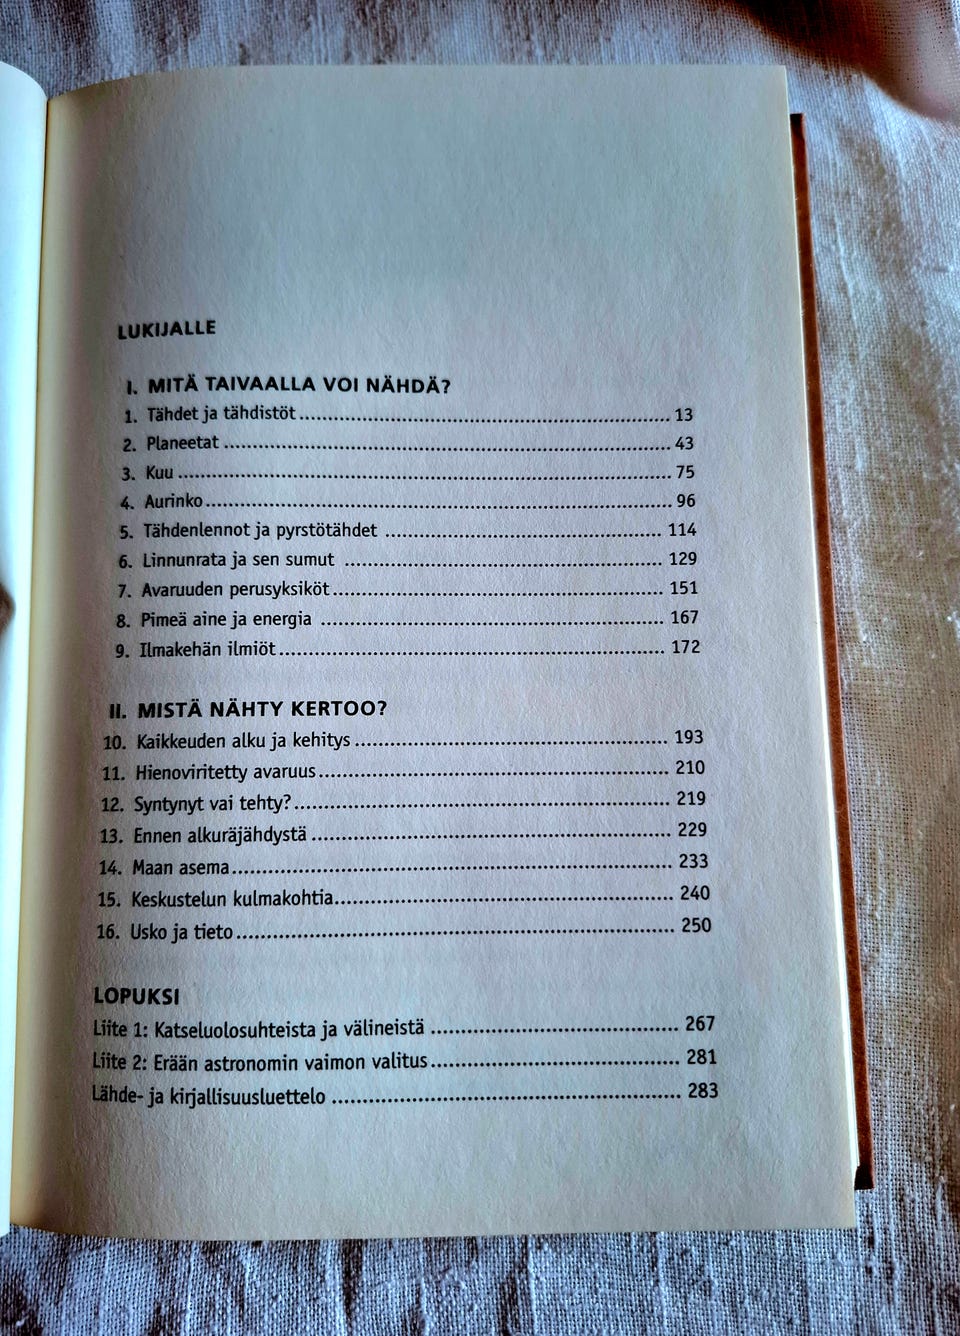 LUKIJALLE
I. MITÄ TAIVAALLA VOI NÄHDÄ?
1. Tähdet ja tähdistöt ........ 13
2. Planeetat ........ 43
3. Kuu ........ 75
4. Aurinko ........ 96
5. Tähdenlennot ja pyrstötähdet ........ 114
6. Linnunrata ja sen sumut ........ 129
7. Avaruuden perusyksiköt ........ 151
8. Pimeä aine ja energia ........ 167
9. Ilmakehän ilmiöt ........ 172
II. MISTÄ NÄHTY KERTOO?
10. Kaikkeuden alku ja kehitys ........ 193
11. Hienoviritetty avaruus ........ 210
12. Syntynyt vai tehty? ........ 219
13. Ennen alkuräjähdystä ........ 229
14. Maan asema ........ 233
15. Keskustelun kulmakohtia ........ 240
16. Usko ja tieto ........ 250
LOPUKSI
Liite 1: Katseluolosuhteista ja välineistä ........ 267
Liite 2: Erään astronomin vaimon valitus ........ 281
Lähde- ja kirjallisuusluettelo ........ 283